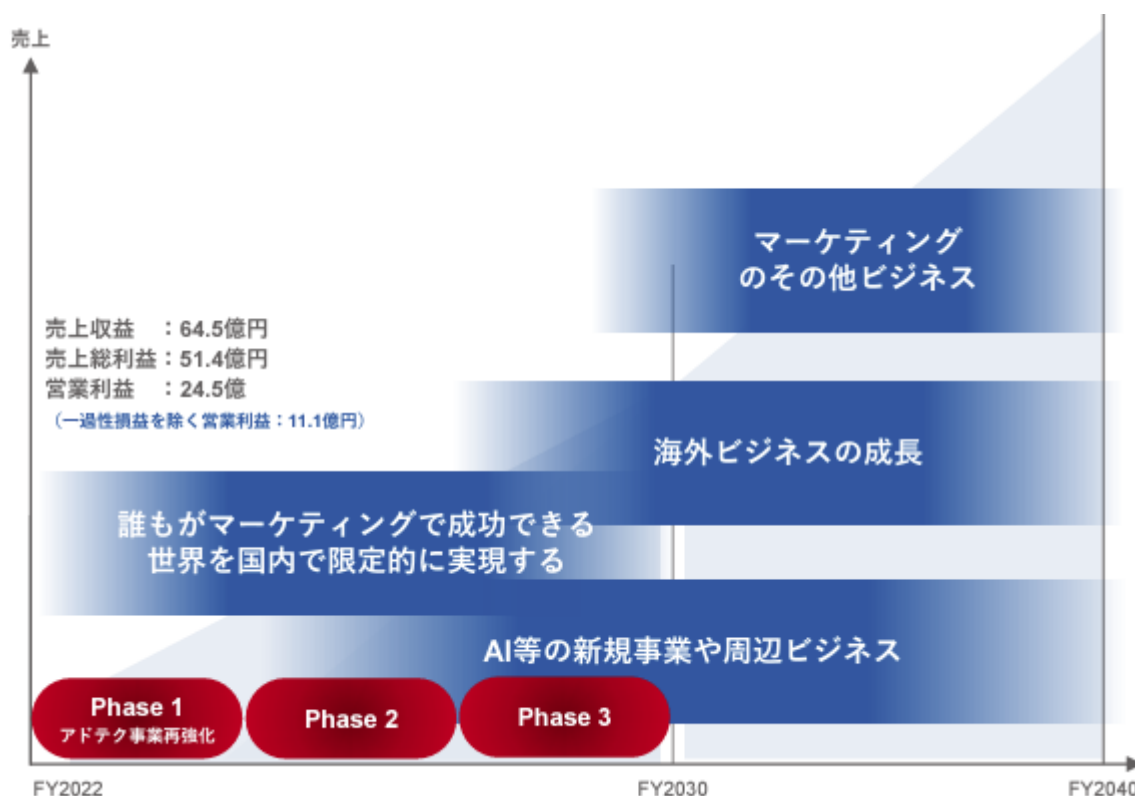 売上
マーケティング
のその他ビジネス
売上収益　：64.5億円
売上総利益：51.4億円
営業利益　：24.5億
（一過性損益を除く営業利益：11.1億円）
海外ビジネスの成長
誰もがマーケティングで成功できる
世界を国内で限定的に実現する
AI等の新規事業や周辺ビジネス
Phase 1
アドテク事業再強化
Phase 2
Phase 3
FY2022
FY2030
FY2040